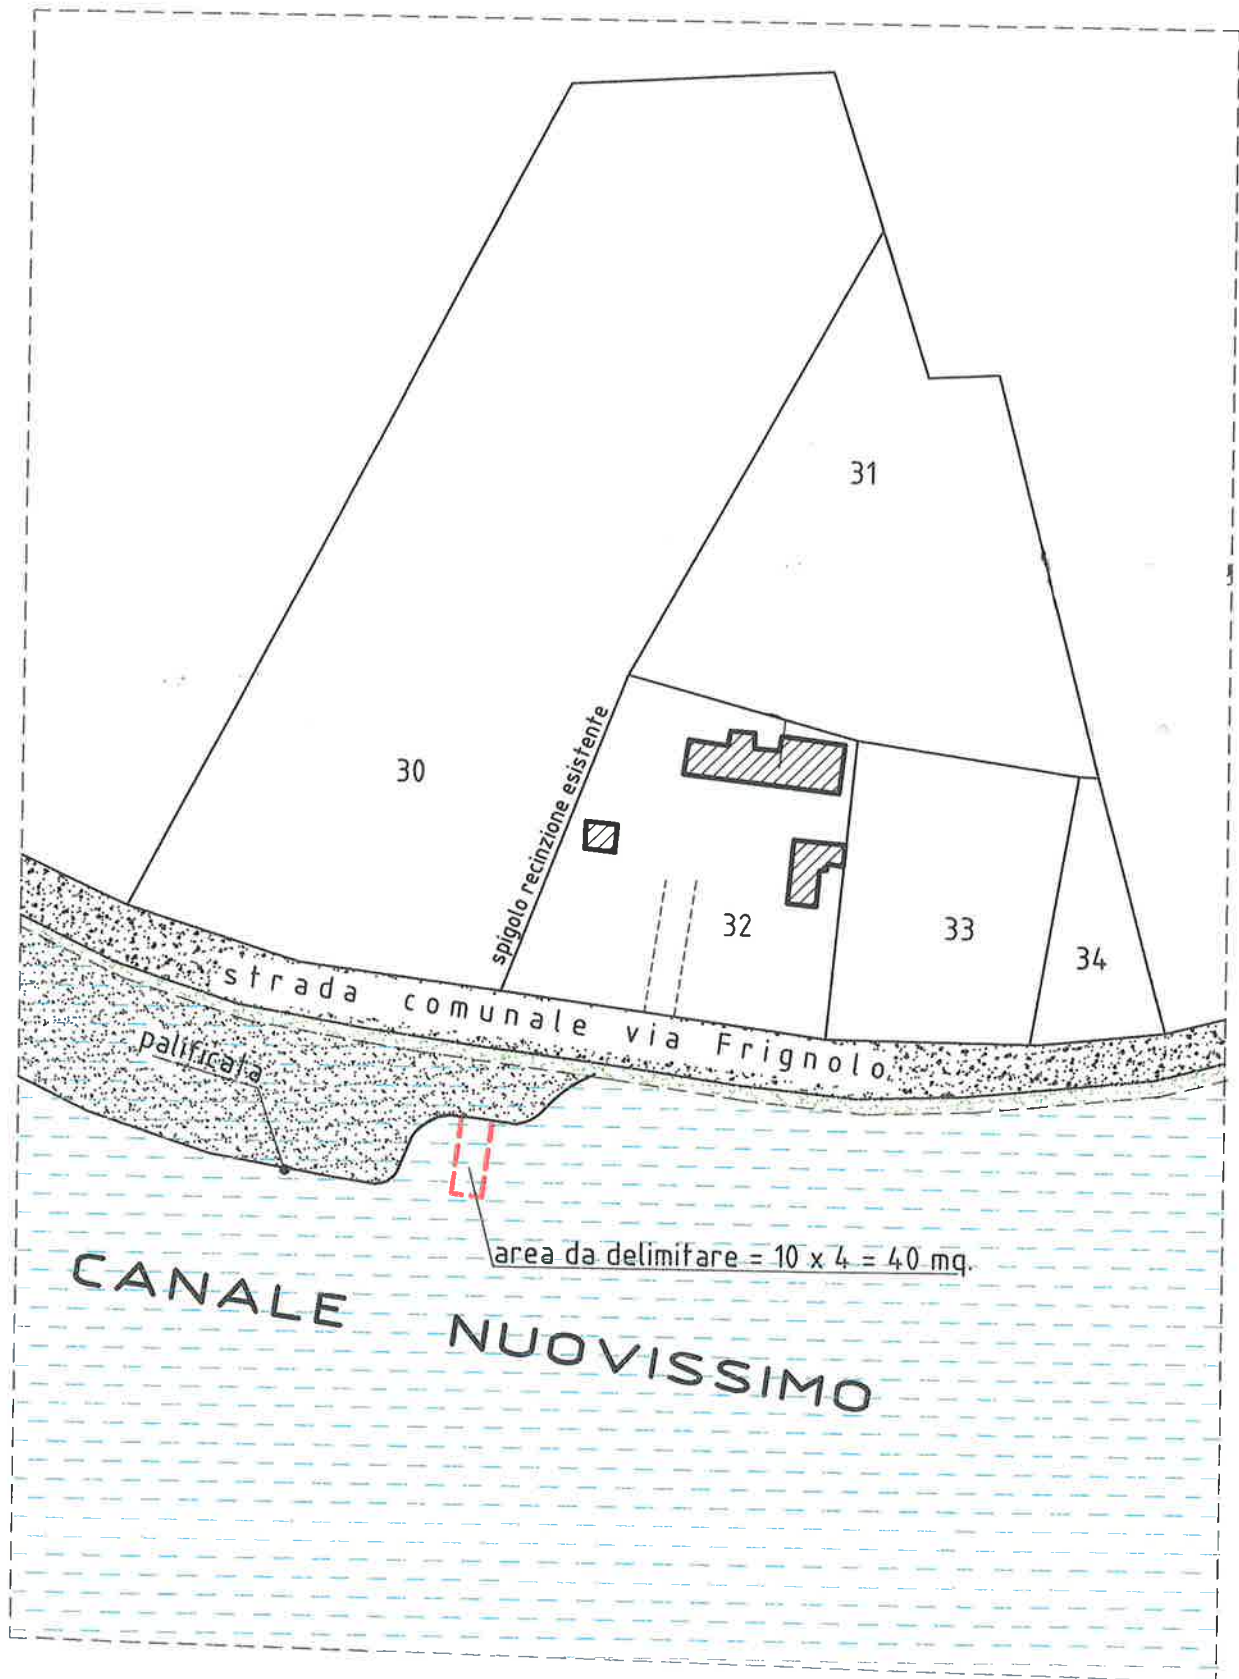 31
30
spigolo recinzione esistente
32
33
34
strada comunale via Frignolo
palificata
area da delimitare = 10 x 4 = 40 mq.
CANALE NUOVISSIMO